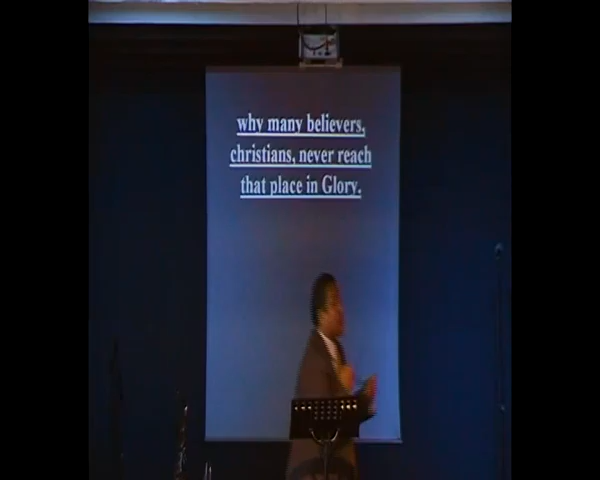 why many believers,
christians, never reach
that place in Glory.